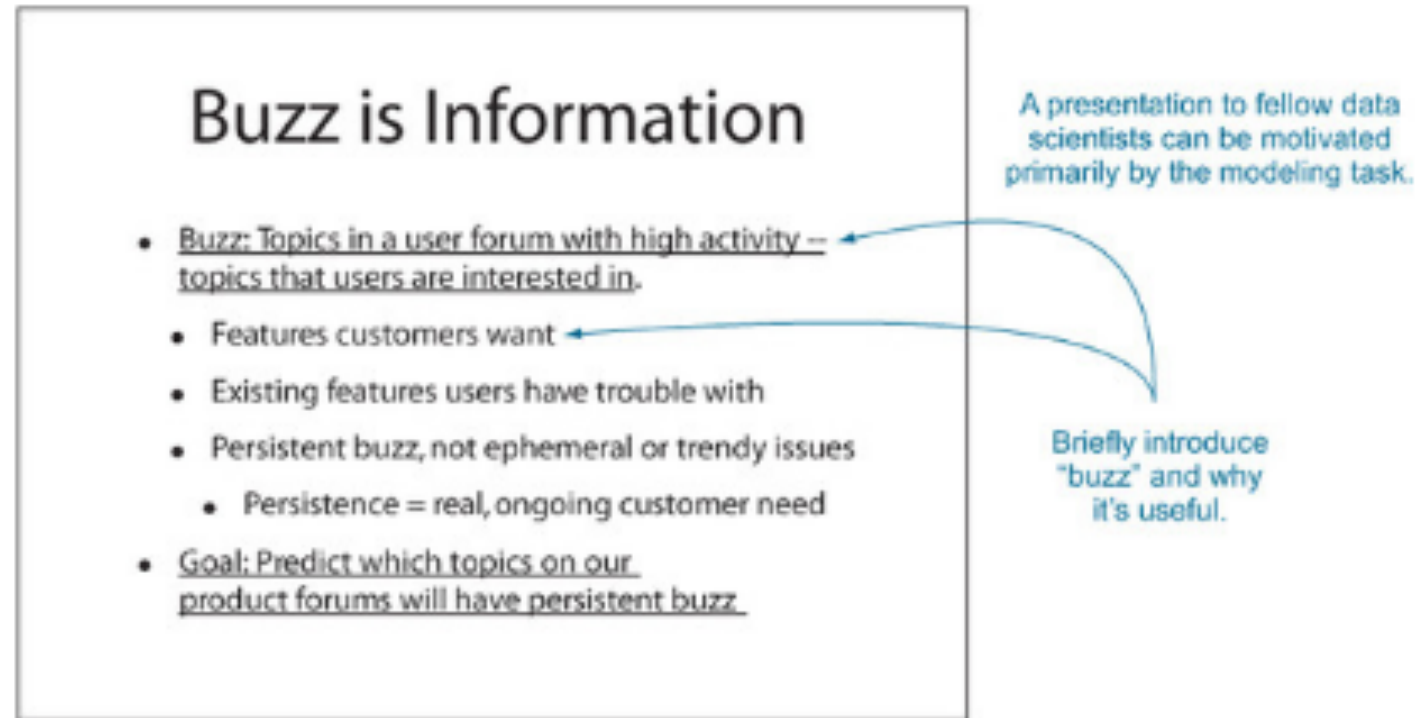 Buzz is Information
• Buzz: Topics in a user forum with high activity --
topics that users are interested in.
• Features customers want
• Existing features users have trouble with
• Persistent buzz, not ephemeral or trendy issues
• Persistence = real, ongoing customer need
• Goal: Predict which topics on our
product forums will have persistent buzz
A presentation to fellow data
scientists can be motivated
primarily by the modeling task.
Briefly introduce
“buzz” and why
it’s useful.